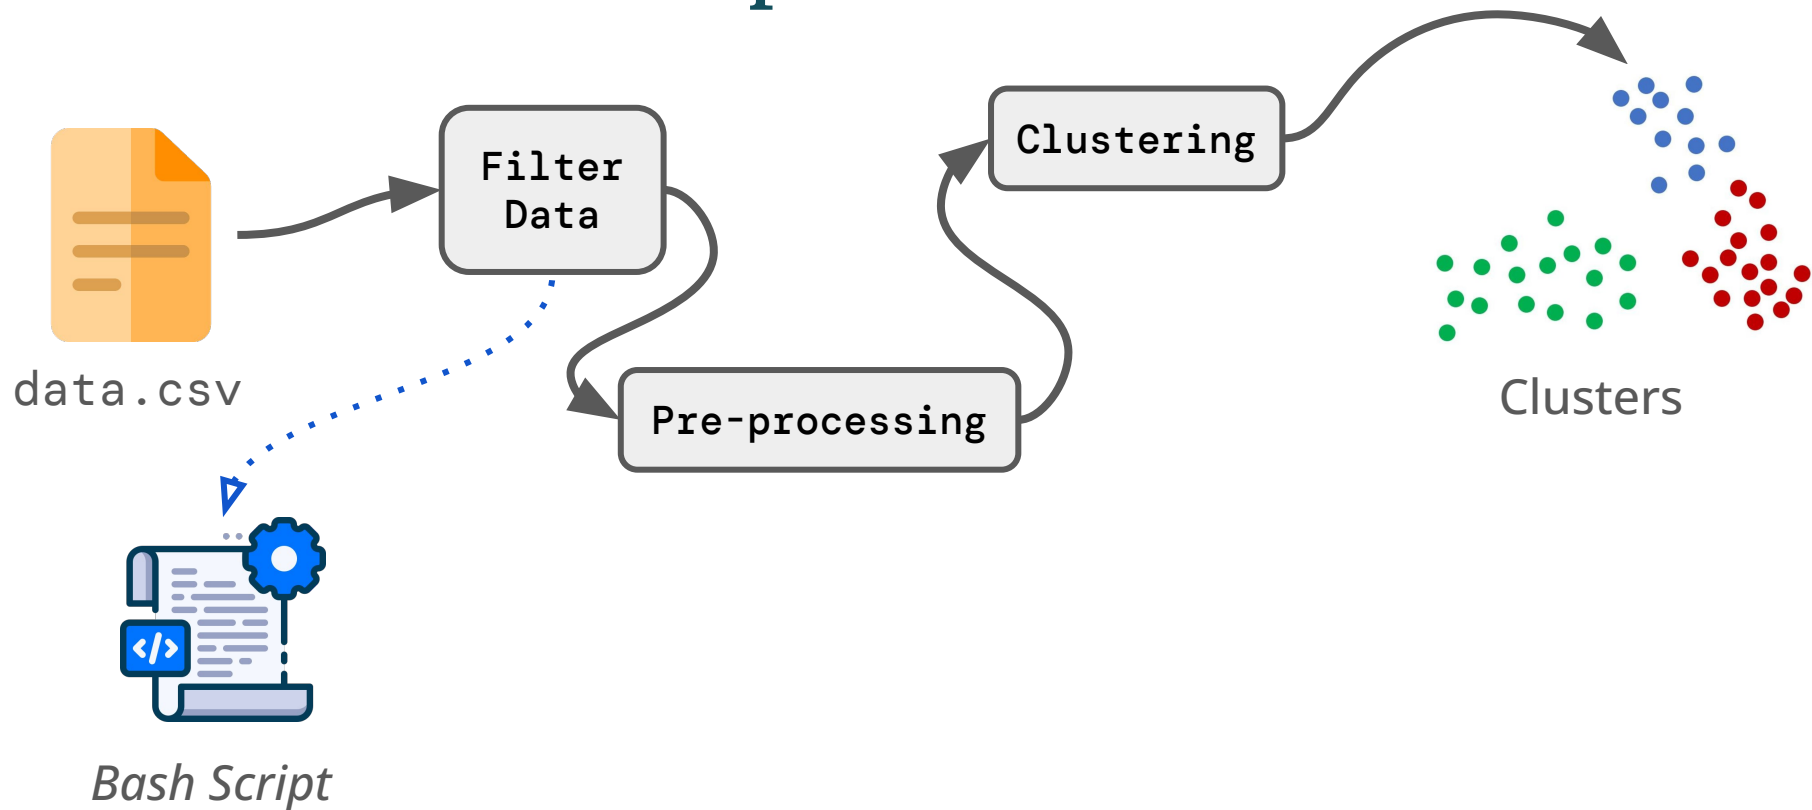 Filter
Data
Clustering
data.csv
Pre-processing
Clusters
</>
Bash Script